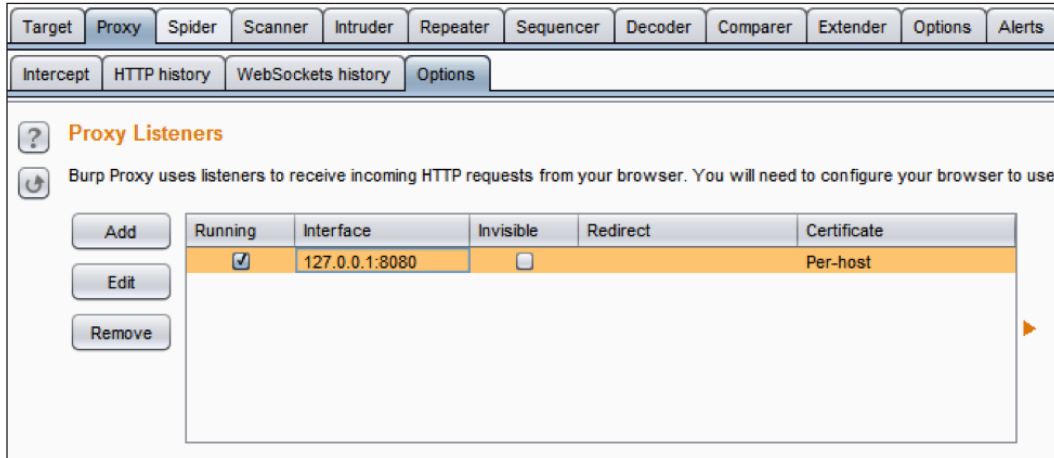 Target Proxy Spider Scanner Intruder Repeater Sequencer Decoder Comparer Extender Options Alerts
Intercept HTTP history WebSockets history Options
? Proxy Listeners
Burp Proxy uses listeners to receive incoming HTTP requests from your browser. You will need to configure your browser to use
Add Running Interface Invisible Redirect Certificate
127.0.0.1:8080 Per-host
Edit
Remove